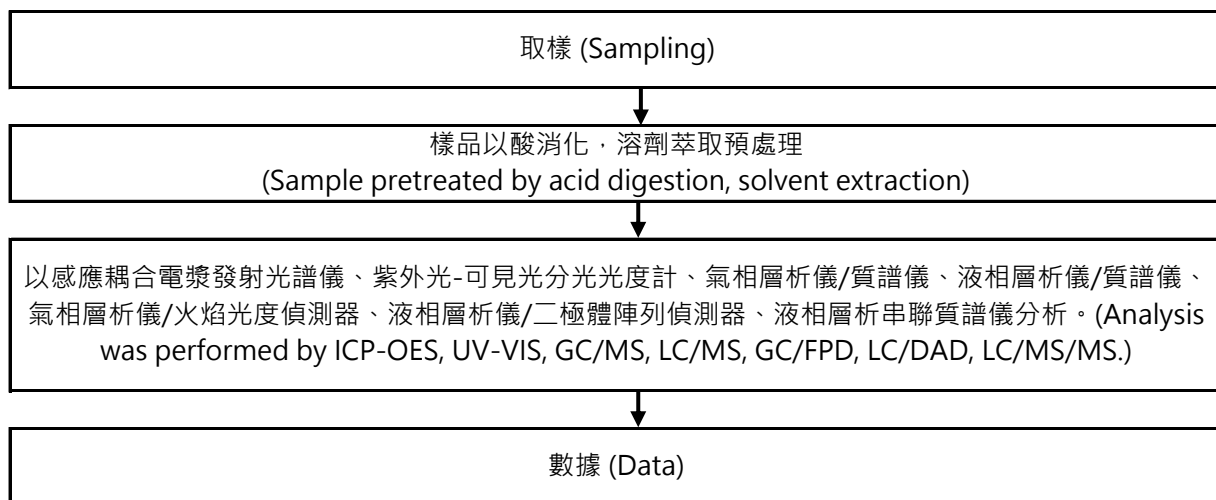 取樣 (Sampling)
樣品以酸消化，溶劑萃取預處理
(Sample pretreated by acid digestion, solvent extraction)
以感應耦合電漿發射光譜儀、紫外光-可見光分光光度計、氣相層析儀/質譜儀、液相層析儀/質譜儀、
氣相層析儀/火焰光度偵測器、液相層析儀/二極體陣列偵測器、液相層析串聯質譜儀分析。(Analysis
was performed by ICP-OES, UV-VIS, GC/MS, LC/MS, GC/FPD, LC/DAD, LC/MS/MS.)
數據 (Data)